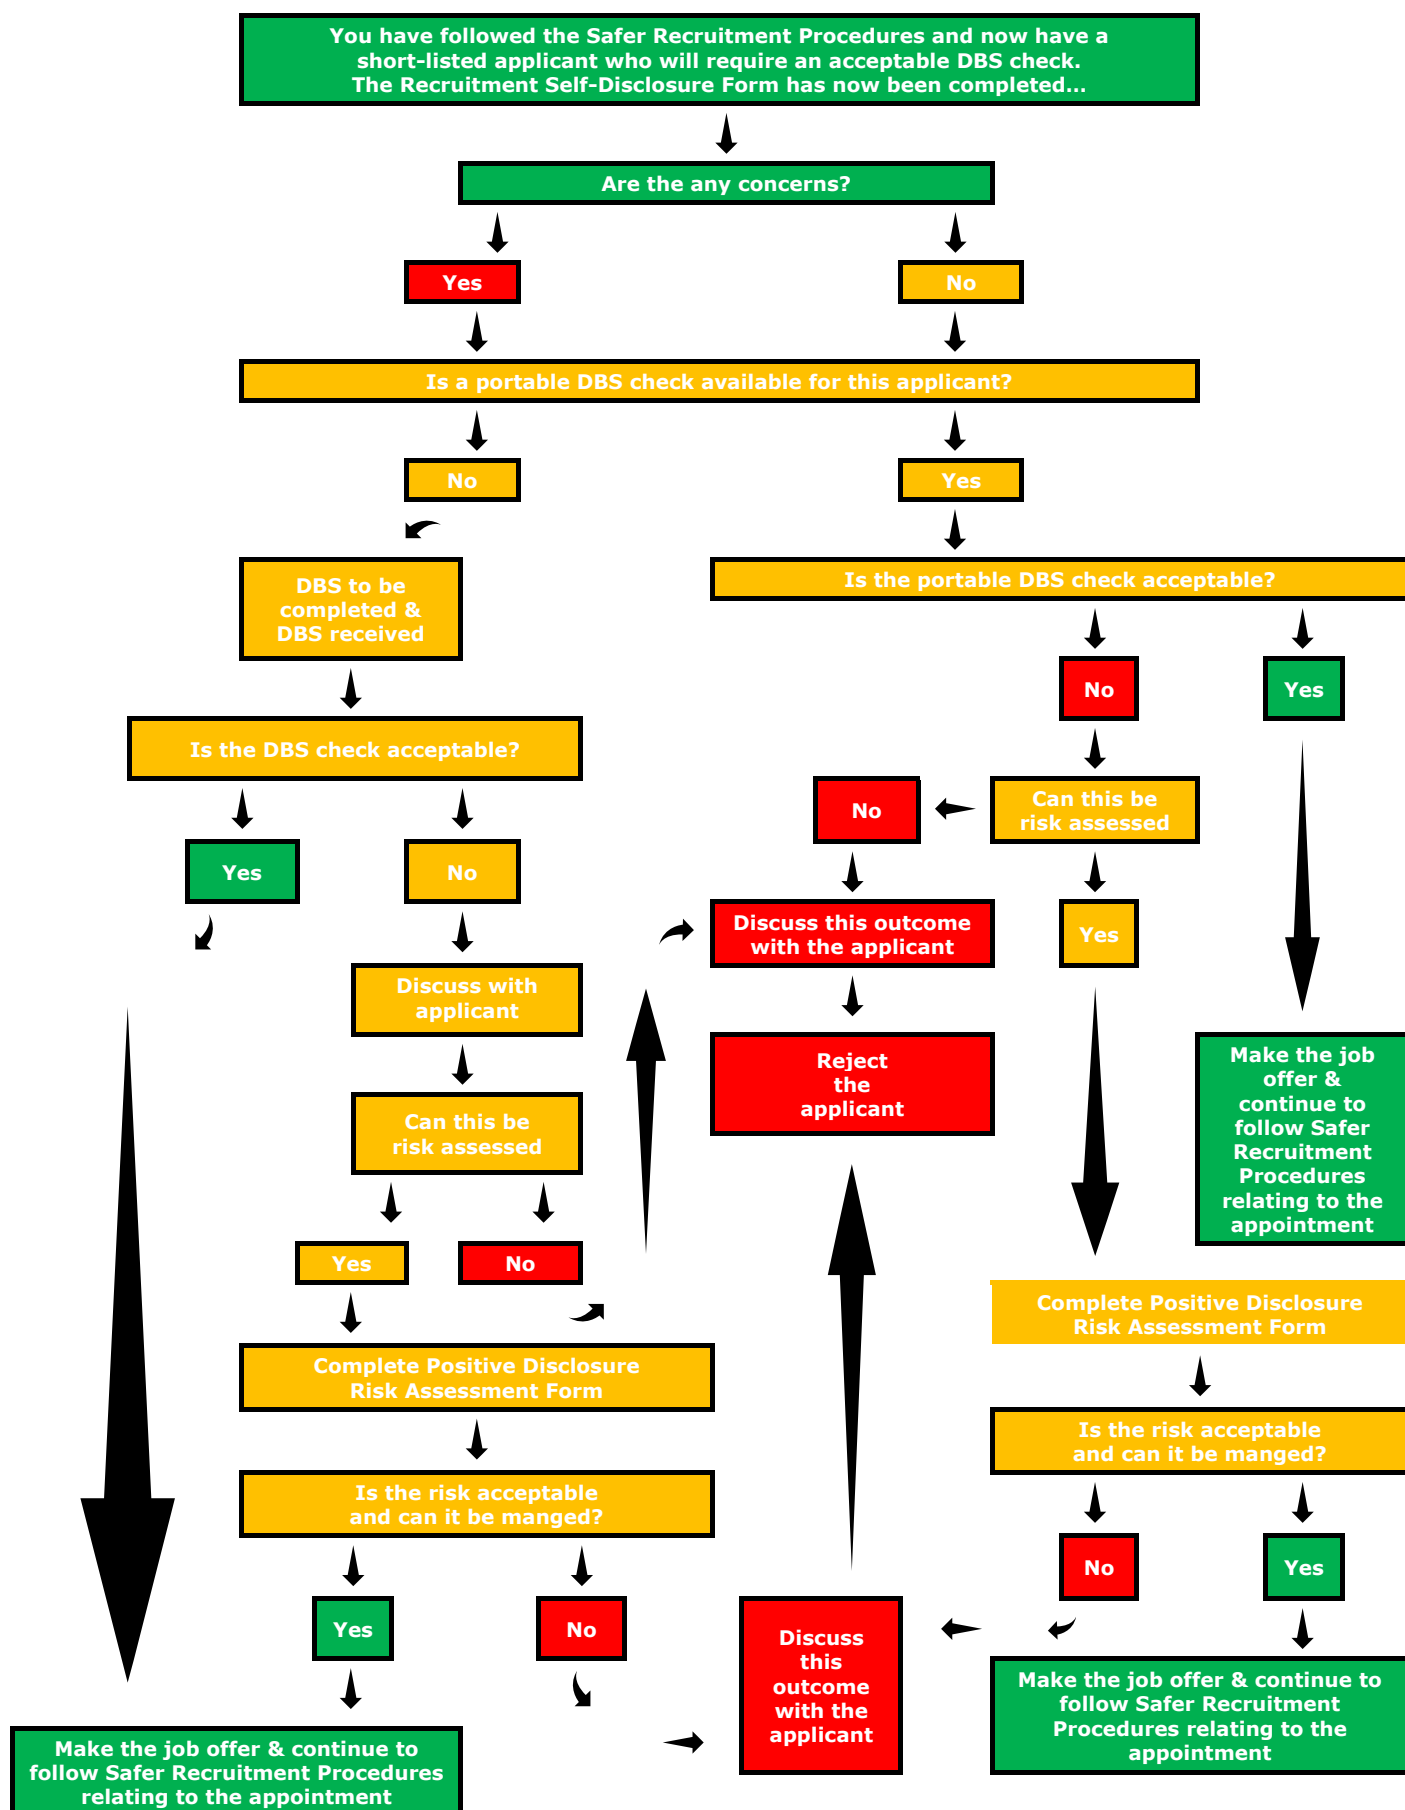 You have followed the Safer Recruitment Procedures and now have a
short-listed applicant who will require an acceptable DBS check.
The Recruitment Self-Disclosure Form has now been completed...
Are the any concerns?
Yes
No
Is a portable DBS check available for this applicant?
No
Yes
DBS to be
completed &
DBS received
Is the portable DBS check acceptable?
No
Yes
Is the DBS check acceptable?
Can this be
risk assessed
No
Yes
No
Yes
Discuss this outcome
with the applicant
Discuss with
applicant
Reject
the
applicant
Make the job
offer &
continue to
follow Safer
Recruitment
Procedures
relating to the
appointment
Can this be
risk assessed
Yes
No
Complete Positive Disclosure
Risk Assessment Form
Complete Positive Disclosure
Risk Assessment Form
Is the risk acceptable
and can it be manged?
Is the risk acceptable
and can it be manged?
No
Yes
Yes
No
Discuss
this
outcome
with the
applicant
Make the job offer & continue to
follow Safer Recruitment
Procedures relating to the
appointment
Make the job offer & continue to
follow Safer Recruitment Procedures
relating to the appointment